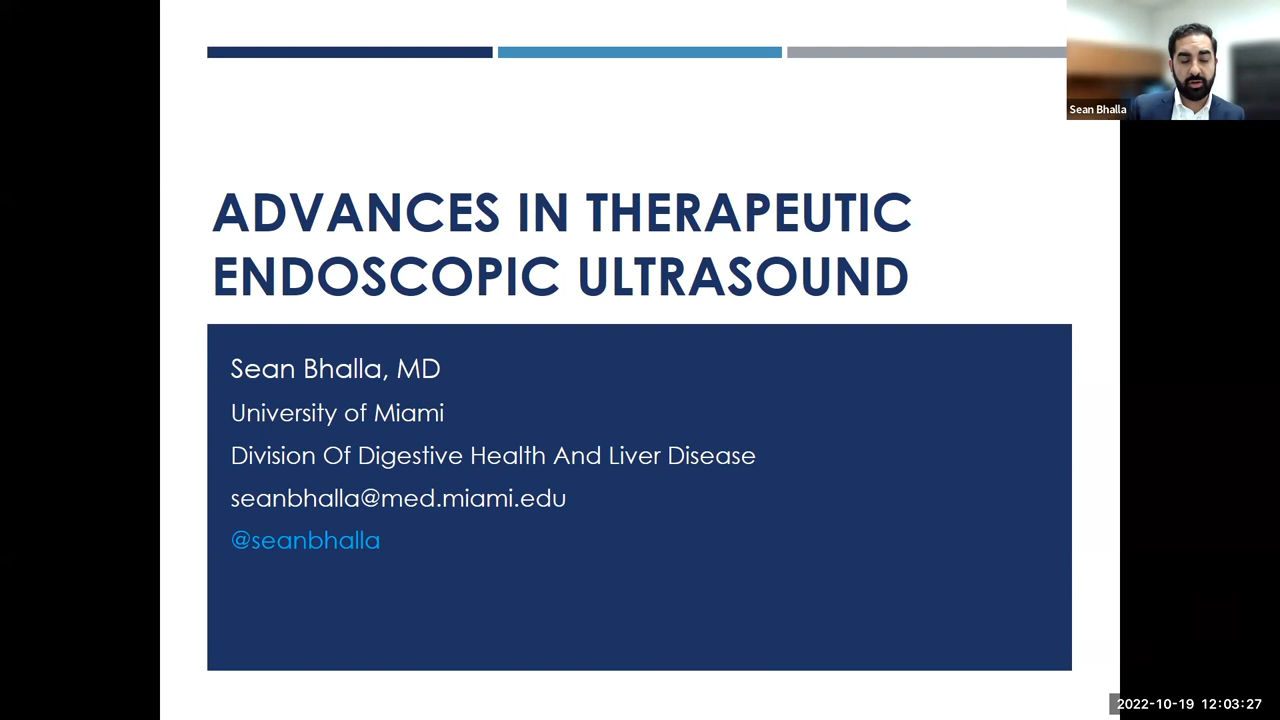 Sean Bhalla
ADVANCES IN THERAPEUTIC
ENDOSCOPIC ULTRASOUND
Sean Bhalla, MD
University of Miami
Division Of Digestive Health And Liver Disease
seanbhalla@med.miami.edu
@seanbhalla
2022-10-19 12:03:27